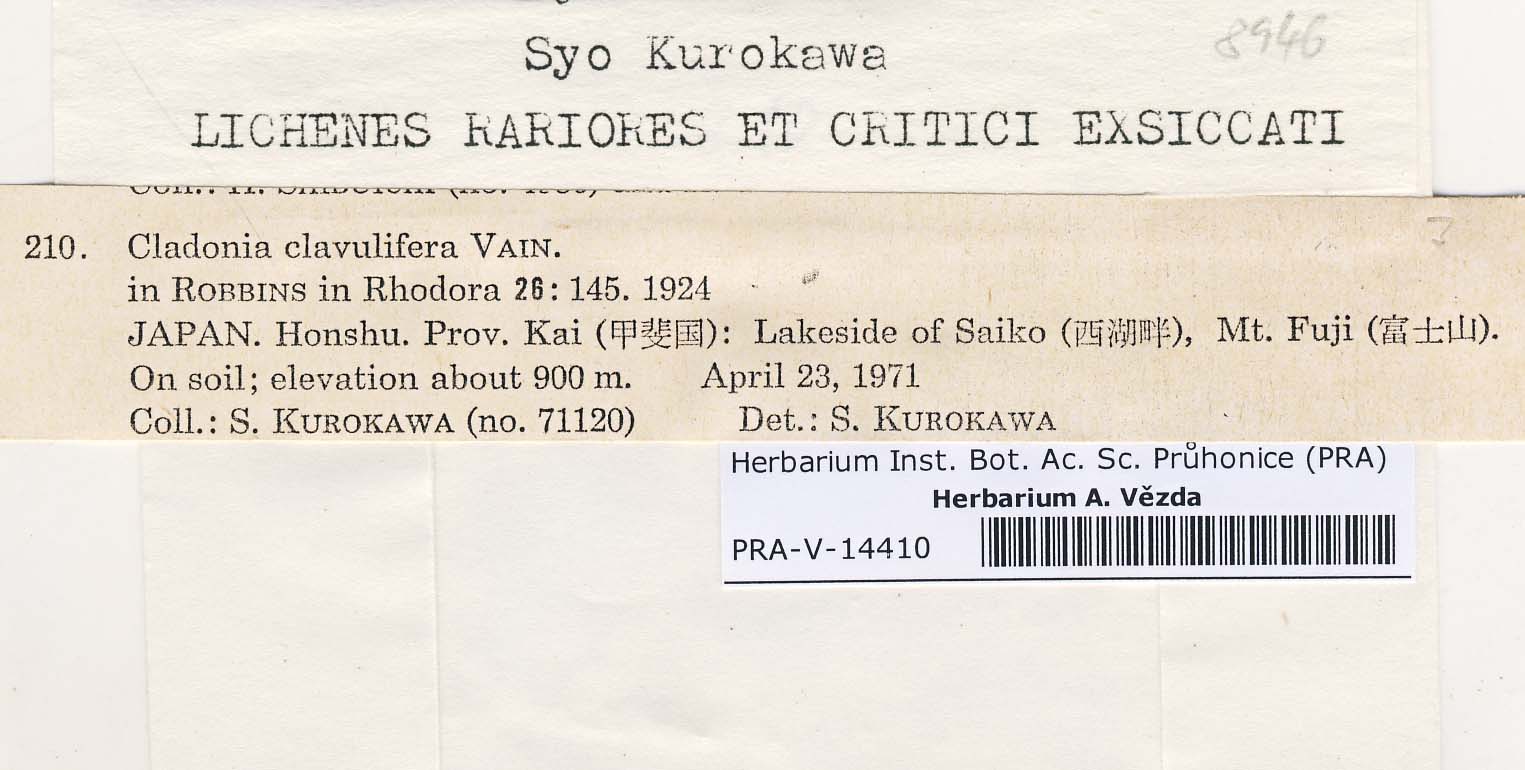 Syo Kurokawa
8946
LICHENES RARIORES ET CRITICI EXSICCATI
210. Cladonia clavulifera VAIN.
in ROBBINS in Rhodora 26: 145. 1924
JAPAN. Honshu. Prov. Kai (甲斐国): Lakeside of Saiko (西湖畔), Mt. Fuji (富士山).
On soil; elevation about 900 m. April 23, 1971
Coll.: S. KUROKAWA (no. 71120) Det.: S. KUROKAWA
Herbarium Inst. Bot. Ac. Sc. Průhonice (PRA)
Herbarium A. Vězda
PRA-V-14410